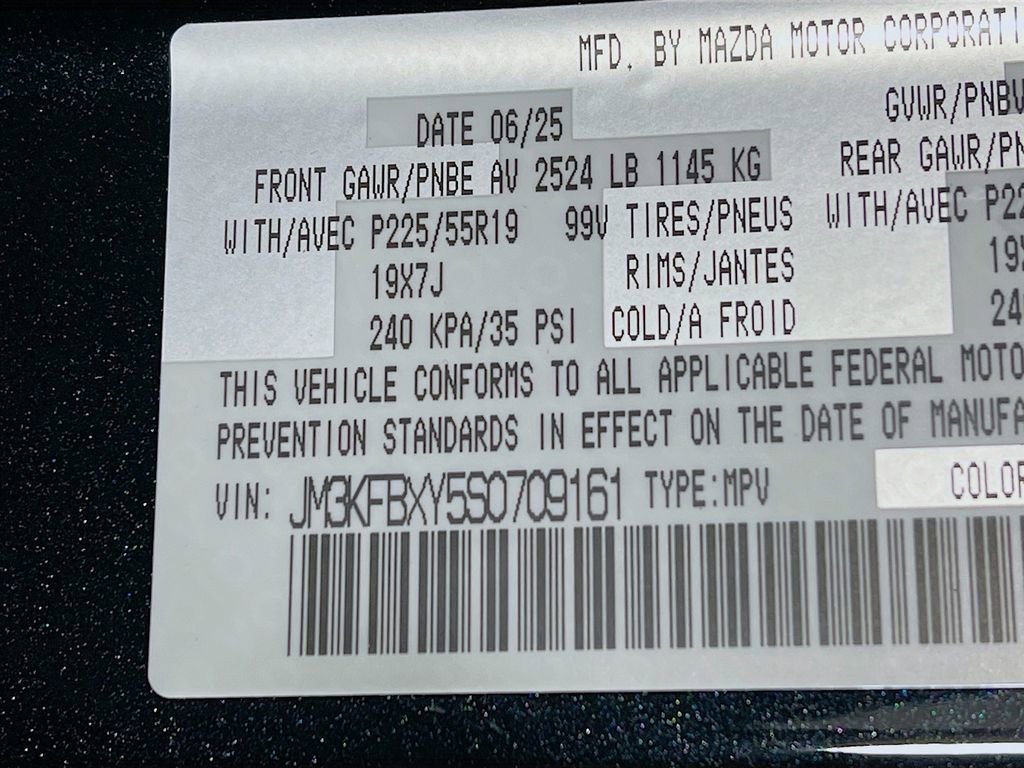 MFD. BY MAZDA MOTOR CORPORATI
DATE 06/25
GVWR/PNBV
FRONT GAWR/PNBE AV 2524 LB 1145 KG
REAR GAWR/PN
WITH/AVEC P225/55R19 99V TIRES/PNEUS WITH/AVEC P22
19X7J RIMS/JANTES 19
240 KPA/35 PSI COLD/A FROID 24
THIS VEHICLE CONFORMS TO ALL APPLICABLE FEDERAL MOTO
PREVENTION STANDARDS IN EFFECT ON THE DATE OF MANUFA
VIN: JM3KFBXY5S0709161 TYPE:MPV COLOR